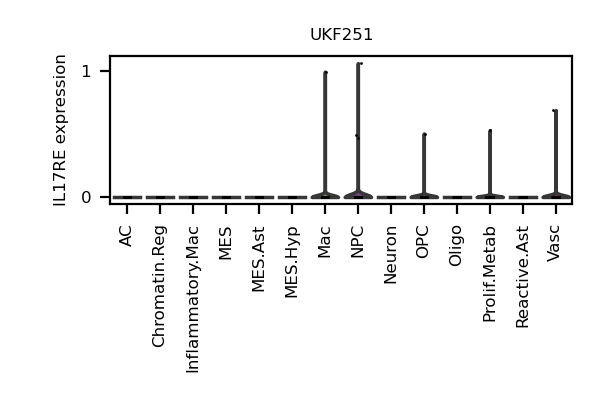 UKF251
IL17RE expression
1
0
AC
Chromatin.Reg
Inflammatory.Mac
MES
MES.Ast
MES.Hyp
Mac
NPC
Neuron
OPC
Oligo
Prolif.Metab
Reactive.Ast
Vasc